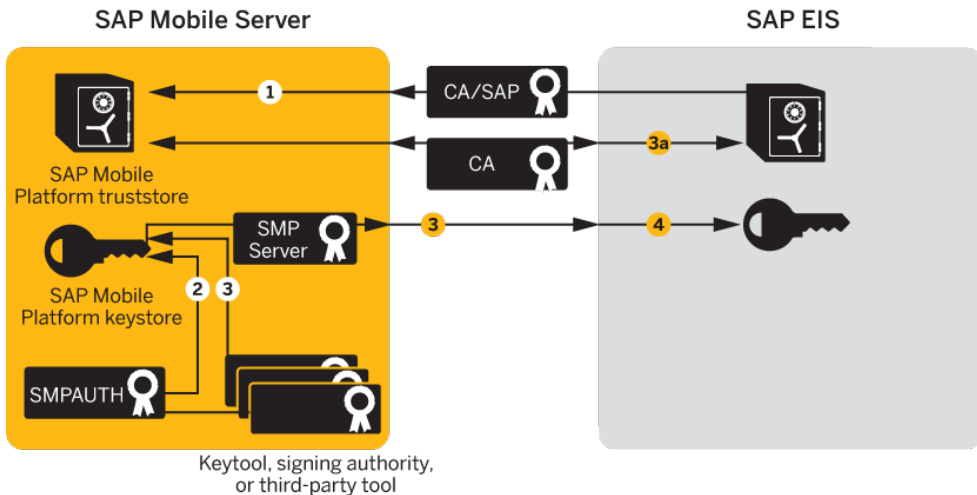 SAP Mobile Server
SAP EIS
1
CA/SAP
CA
3a
SAP Mobile
Platform truststore
SMP
Server
3
4
2
3
SAP Mobile
Platform keystore
SMPAUTH
Keytool, signing authority,
or third-party tool